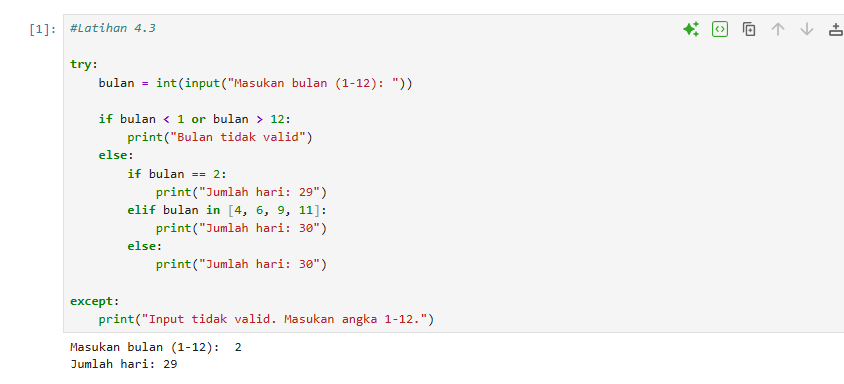 [1]: #Latihan 4.3
try:
    bulan = int(input("Masukan bulan (1-12): "))
    if bulan < 1 or bulan > 12:
        print("Bulan tidak valid")
    else:
        if bulan == 2:
            print("Jumlah hari: 29")
        elif bulan in [4, 6, 9, 11]:
            print("Jumlah hari: 30")
        else:
            print("Jumlah hari: 30")
except:
    print("Input tidak valid. Masukan angka 1-12.")
Masukan bulan (1-12):  2
Jumlah hari: 29